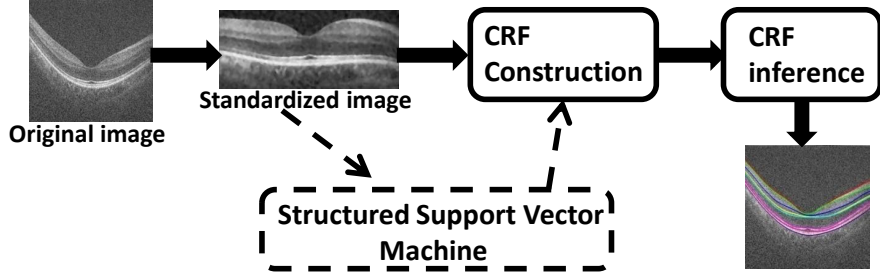 Original image
Standardized image
CRF
Construction
CRF
inference
Structured Support Vector
Machine